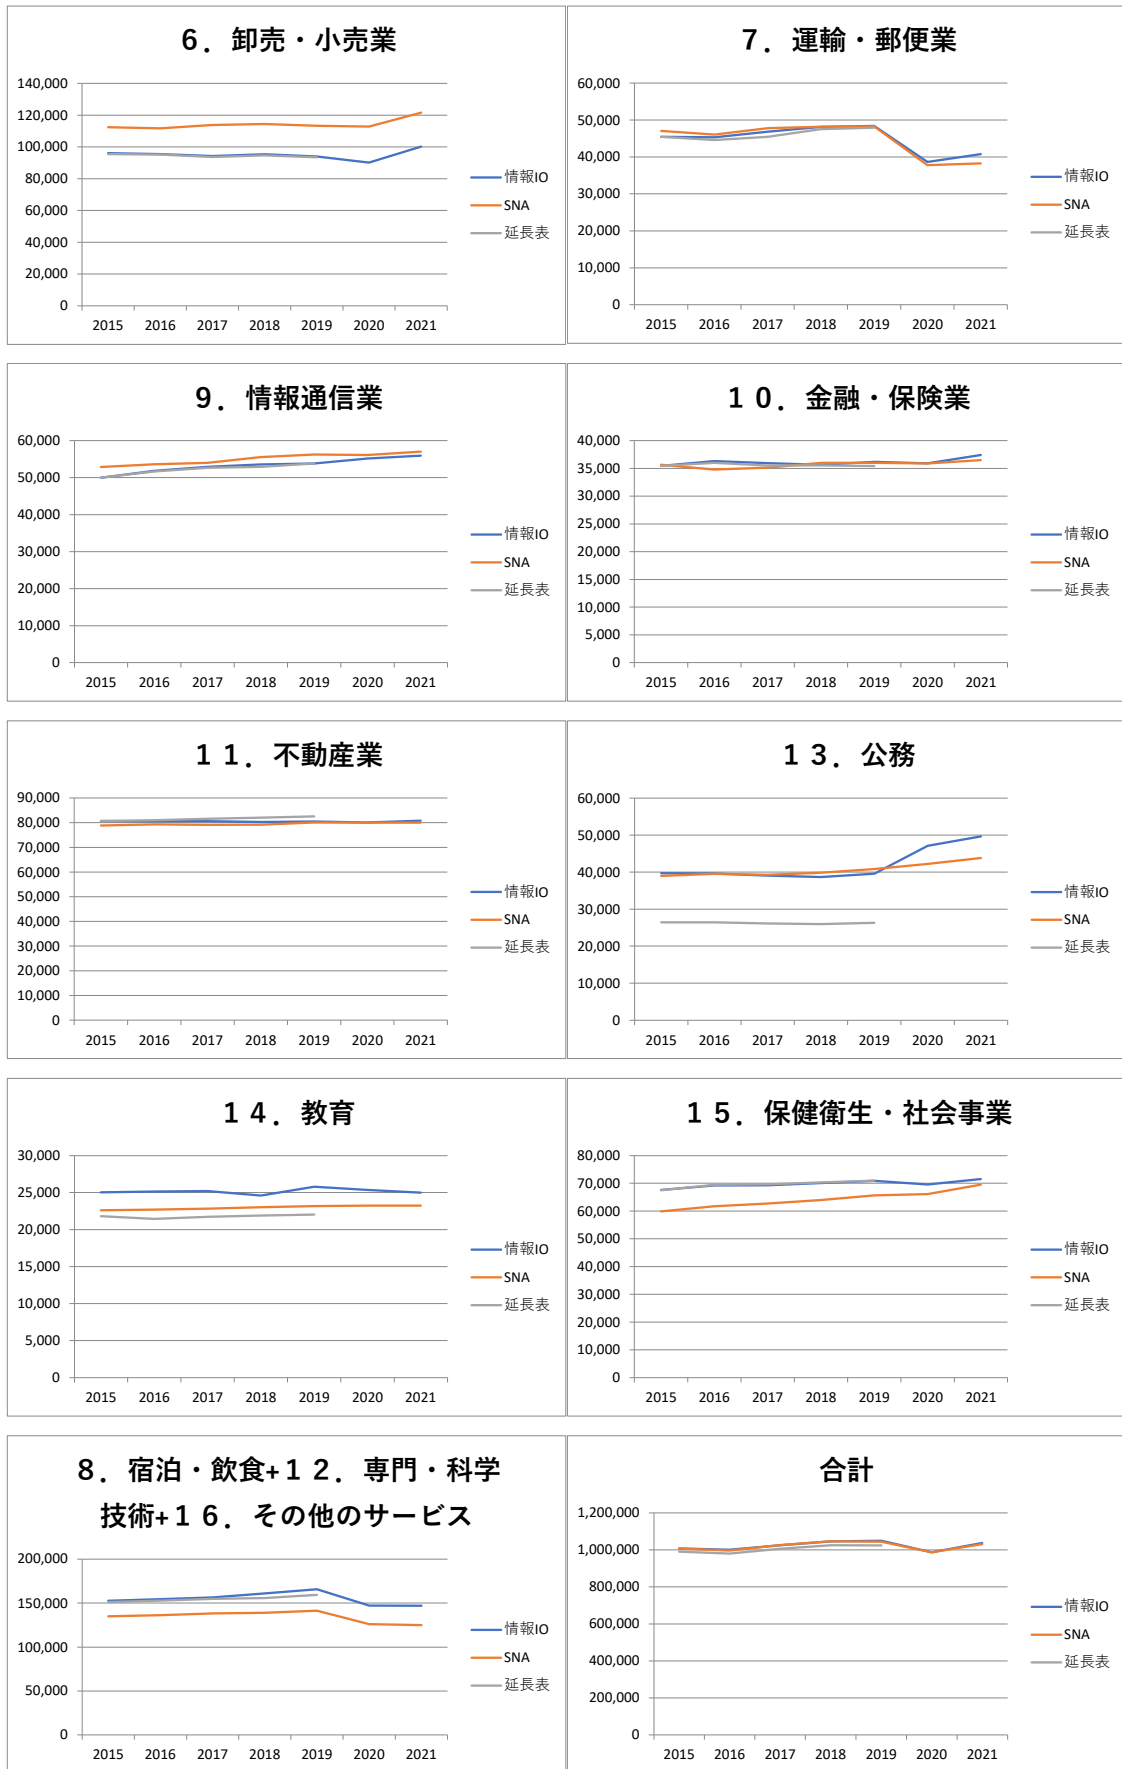 ６．卸売・小売業
140,000
120,000
100,000
80,000
60,000
40,000
20,000
0
2015 2016 2017 2018 2019 2020 2021
情報IO
SNA
延長表
７．運輸・郵便業
60,000
50,000
40,000
30,000
20,000
10,000
0
2015 2016 2017 2018 2019 2020 2021
情報IO
SNA
延長表
９．情報通信業
60,000
50,000
40,000
30,000
20,000
10,000
0
2015 2016 2017 2018 2019 2020 2021
情報IO
SNA
延長表
１０．金融・保険業
40,000
35,000
30,000
25,000
20,000
15,000
10,000
5,000
0
2015 2016 2017 2018 2019 2020 2021
情報IO
SNA
延長表
１１．不動産業
90,000
80,000
70,000
60,000
50,000
40,000
30,000
20,000
10,000
0
2015 2016 2017 2018 2019 2020 2021
情報IO
SNA
延長表
１３．公務
60,000
50,000
40,000
30,000
20,000
10,000
0
2015 2016 2017 2018 2019 2020 2021
情報IO
SNA
延長表
１４．教育
30,000
25,000
20,000
15,000
10,000
5,000
0
2015 2016 2017 2018 2019 2020 2021
情報IO
SNA
延長表
１５．保健衛生・社会事業
80,000
70,000
60,000
50,000
40,000
30,000
20,000
10,000
0
2015 2016 2017 2018 2019 2020 2021
情報IO
SNA
延長表
８．宿泊・飲食+１２．専門・科学
技術+１６．その他のサービス
200,000
150,000
100,000
50,000
0
2015 2016 2017 2018 2019 2020 2021
情報IO
SNA
延長表
合計
1,200,000
1,000,000
800,000
600,000
400,000
200,000
0
2015 2016 2017 2018 2019 2020 2021
情報IO
SNA
延長表